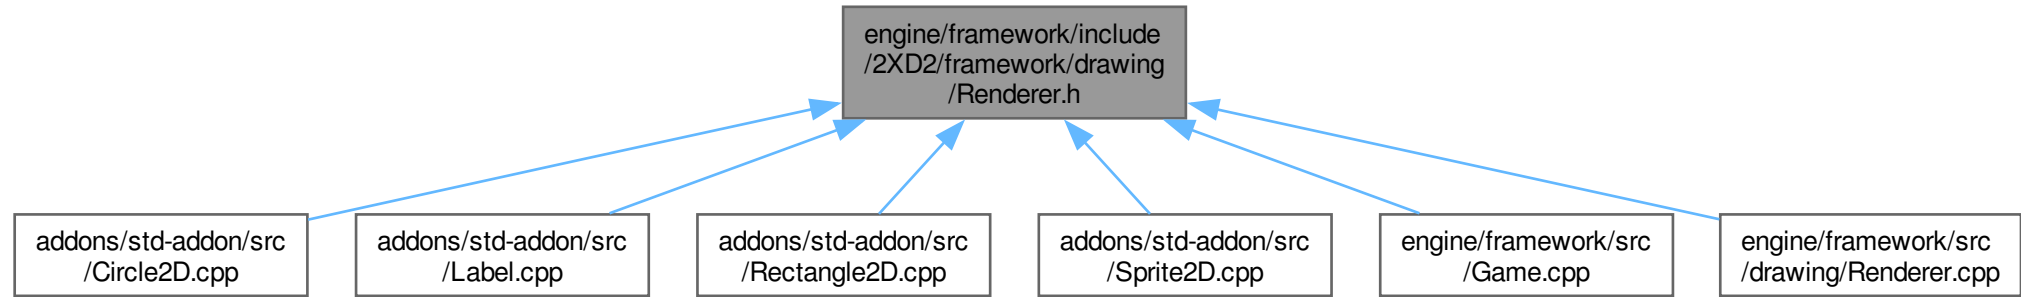 engine/framework/include
/2XD2/framework/drawing
/Renderer.h
addons/std-addon/src
/Circle2D.cpp
addons/std-addon/src
/Label.cpp
addons/std-addon/src
/Rectangle2D.cpp
addons/std-addon/src
/Sprite2D.cpp
engine/framework/src
/Game.cpp
engine/framework/src
/drawing/Renderer.cpp